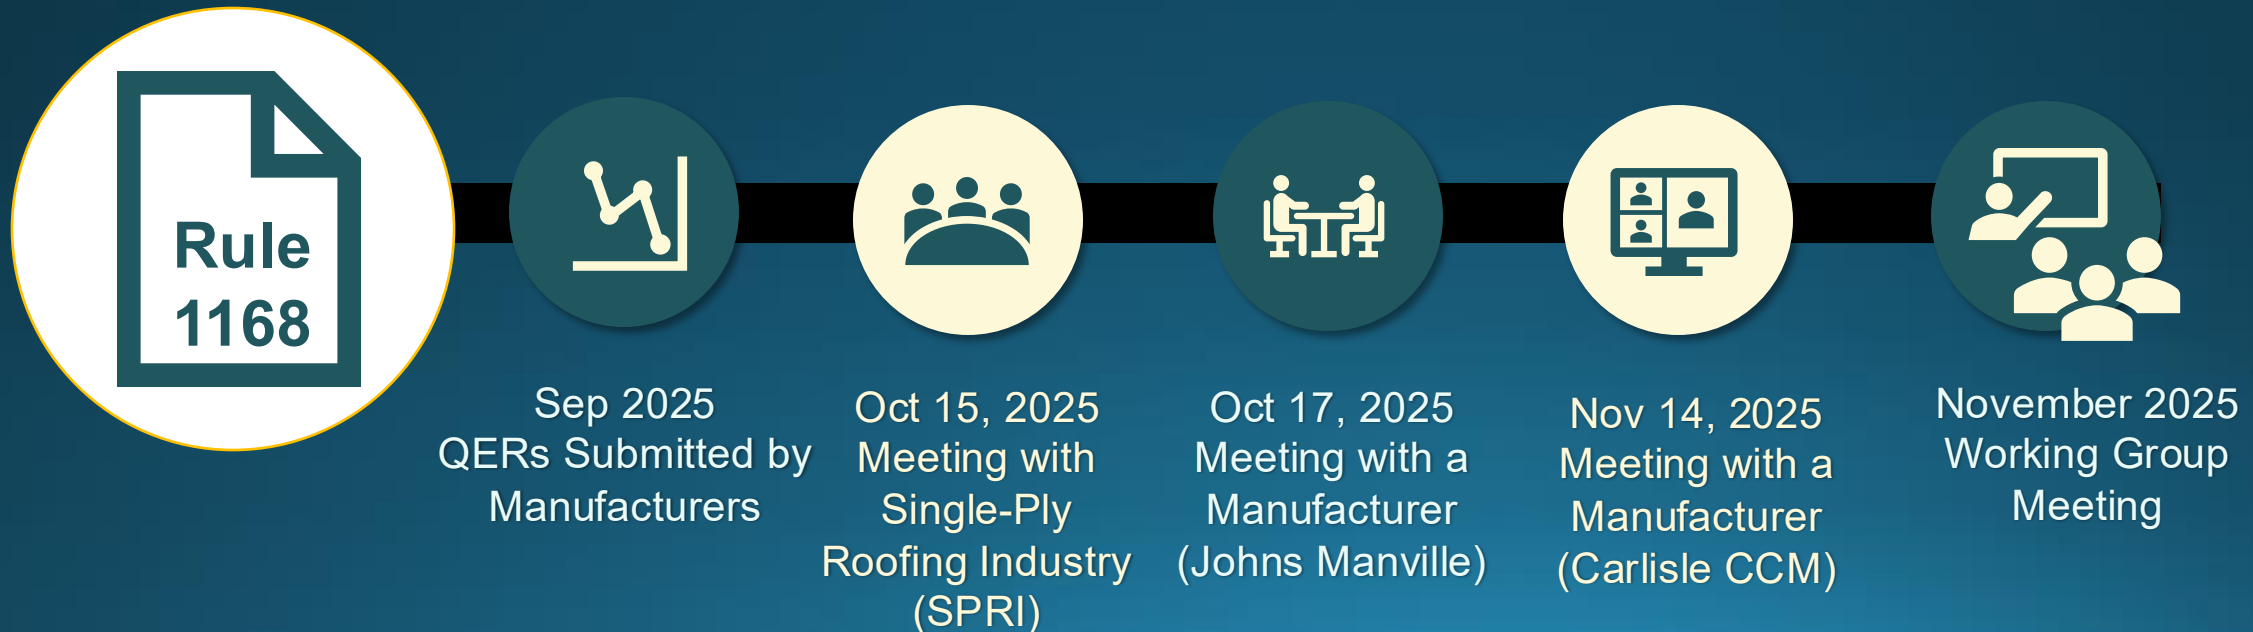 Rule
1168
Sep 2025
QERs Submitted by
Manufacturers
Oct 15, 2025
Meeting with
Single-Ply
Roofing Industry
(SPRI)
Oct 17, 2025
Meeting with a
Manufacturer
(Johns Manville)
Nov 14, 2025
Meeting with a
Manufacturer
(Carlisle CCM)
November 2025
Working Group
Meeting